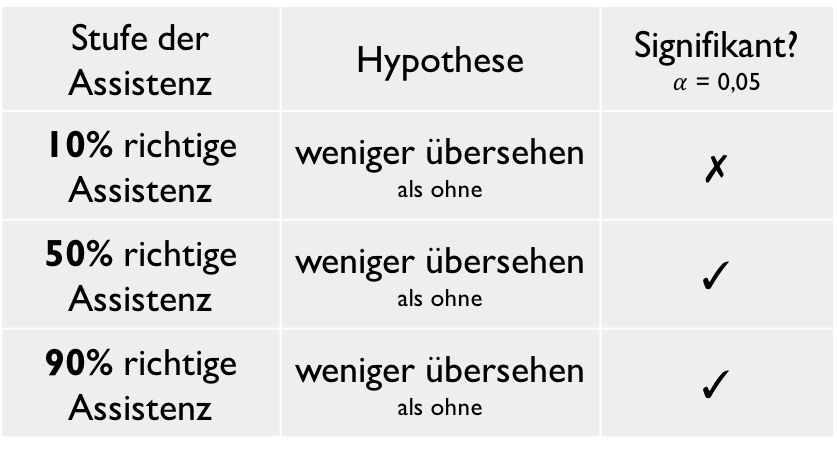 Stufe der
Assistenz
Hypothese
Signifikant?
α = 0,05
10% richtige
Assistenz
weniger übersehen
als ohne
✗
50% richtige
Assistenz
weniger übersehen
als ohne
✓
90% richtige
Assistenz
weniger übersehen
als ohne
✓